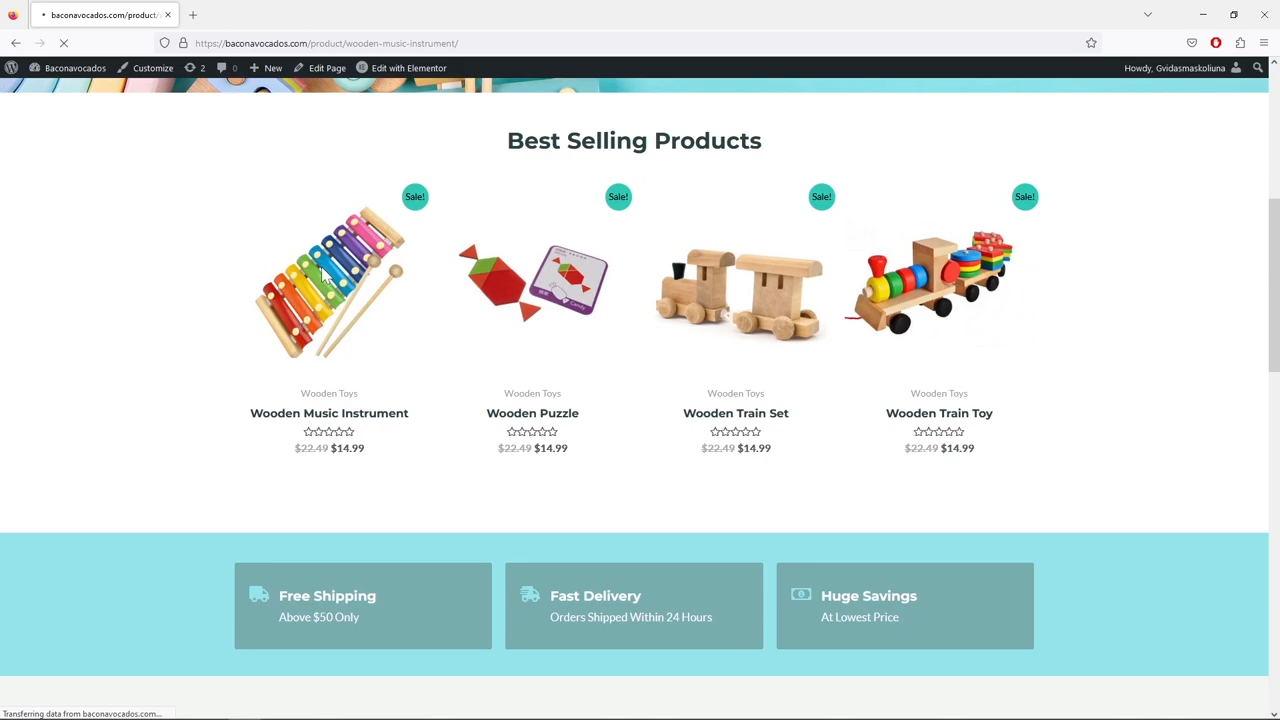 baconavocados.com/product/
https://baconavocados.com/product/wooden-music-instrument/
Baconavocados Customize 2 0 New Edit Page Edit with Elementor Howdy, Gvidasmaskoliuna
Best Selling Products
Sale! Sale! Sale! Sale!
Wooden Toys Wooden Toys Wooden Toys Wooden Toys
Wooden Music Instrument Wooden Puzzle Wooden Train Set Wooden Train Toy
$22.49 $14.99 $22.49 $14.99 $22.49 $14.99 $22.49 $14.99
Free Shipping Fast Delivery Huge Savings
Above $50 Only Orders Shipped Within 24 Hours At Lowest Price
Transferring data from baconavocados.com...